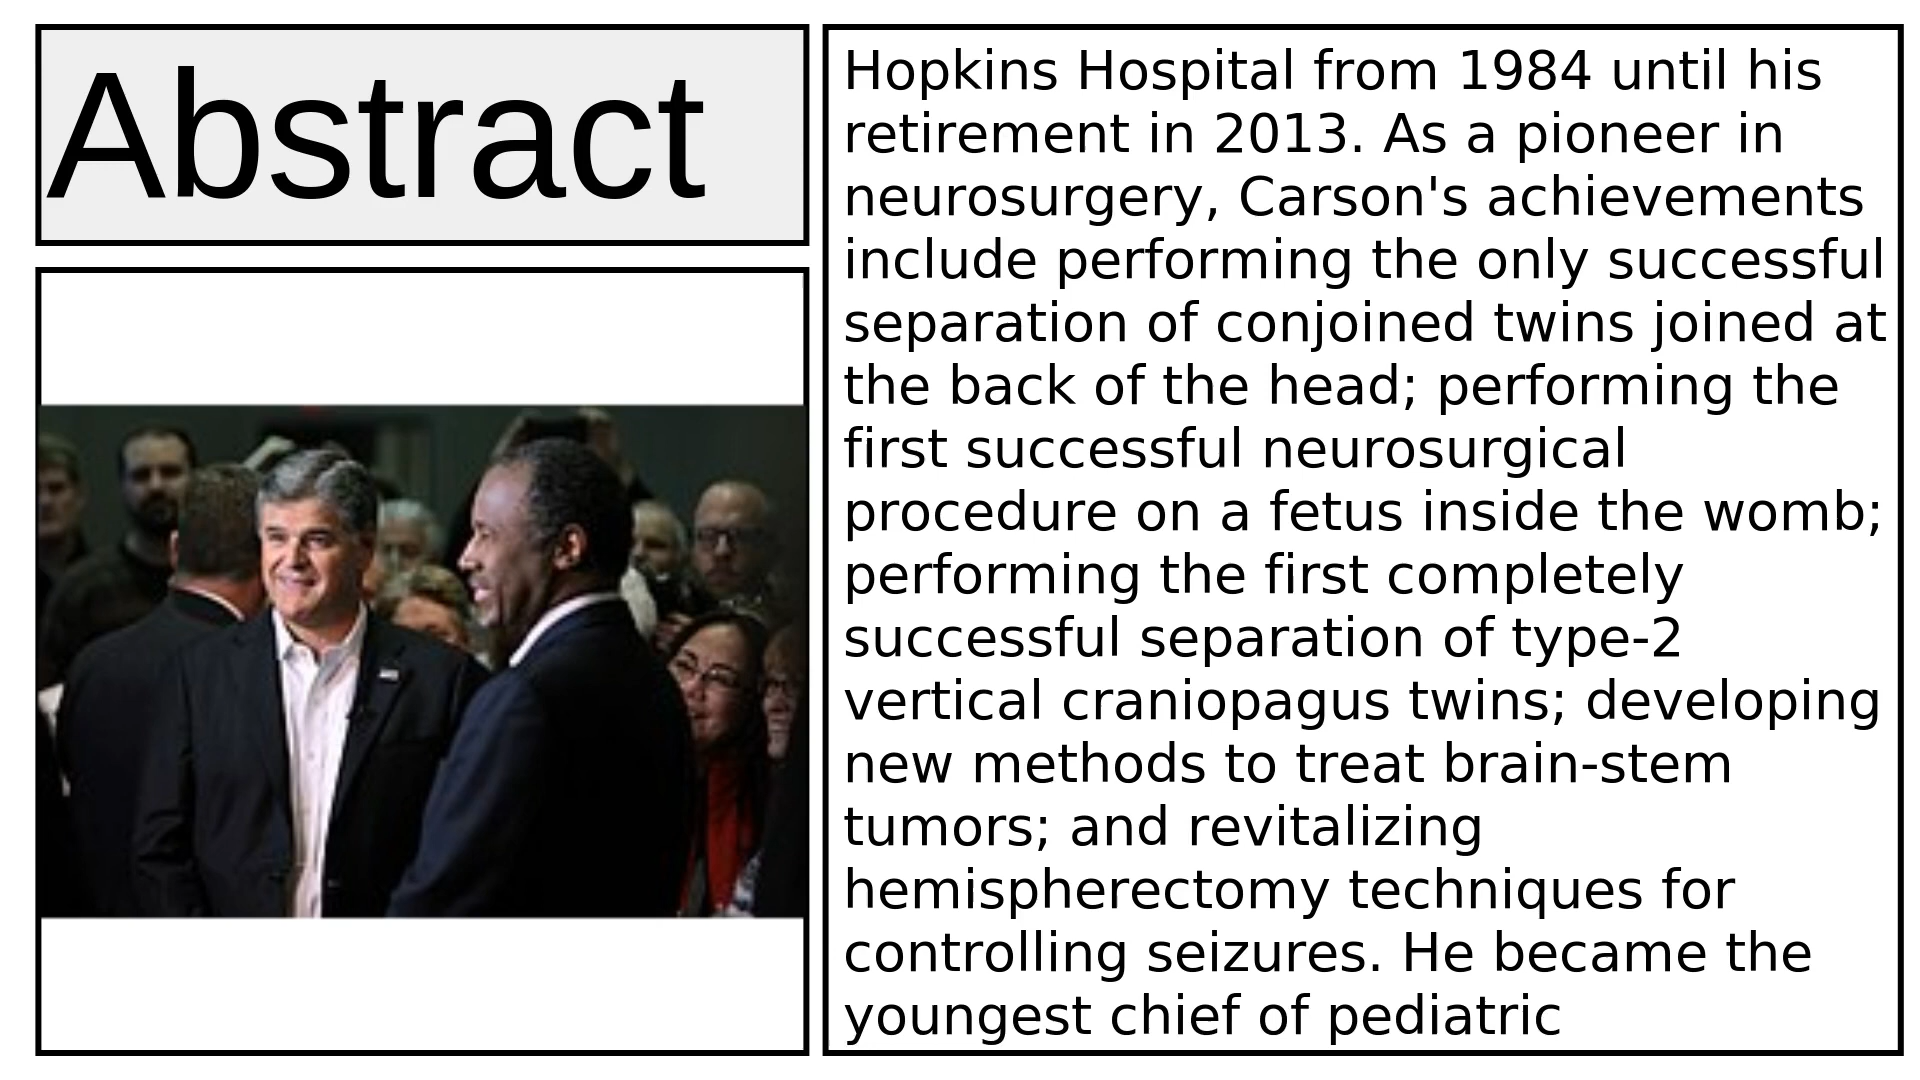 Abstract
Hopkins Hospital from 1984 until his
retirement in 2013. As a pioneer in
neurosurgery, Carson's achievements
include performing the only successful
separation of conjoined twins joined at
the back of the head; performing the
first successful neurosurgical
procedure on a fetus inside the womb;
performing the first completely
successful separation of type-2
vertical craniopagus twins; developing
new methods to treat brain-stem
tumors; and revitalizing
hemispherectomy techniques for
controlling seizures. He became the
youngest chief of pediatric